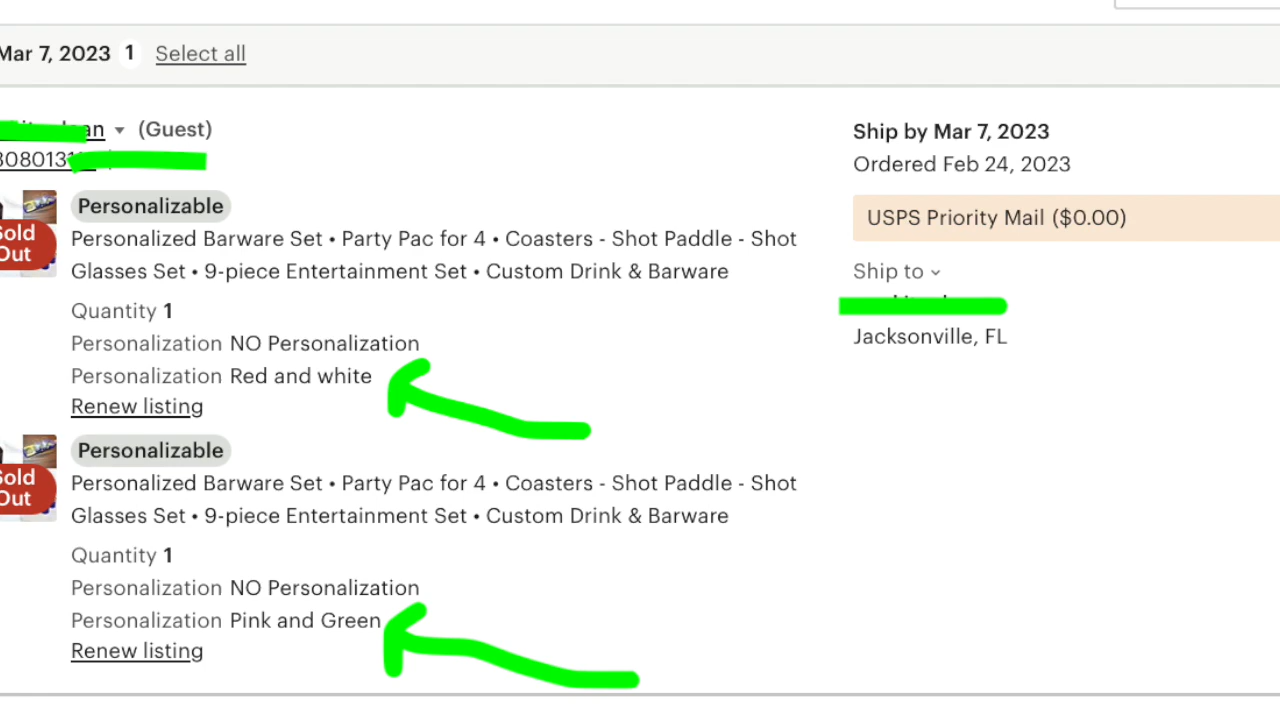 Mar 7, 2023 1 Select all
(Guest)
Personalizable
Sold Out
Personalized Barware Set • Party Pac for 4 • Coasters - Shot Paddle - Shot
Glasses Set • 9-piece Entertainment Set • Custom Drink & Barware
Quantity 1
Personalization NO Personalization
Personalization Red and white
Renew listing
Personalizable
Sold Out
Personalized Barware Set • Party Pac for 4 • Coasters - Shot Paddle - Shot
Glasses Set • 9-piece Entertainment Set • Custom Drink & Barware
Quantity 1
Personalization NO Personalization
Personalization Pink and Green
Renew listing
Ship by Mar 7, 2023
Ordered Feb 24, 2023
USPS Priority Mail ($0.00)
Ship to
Jacksonville, FL